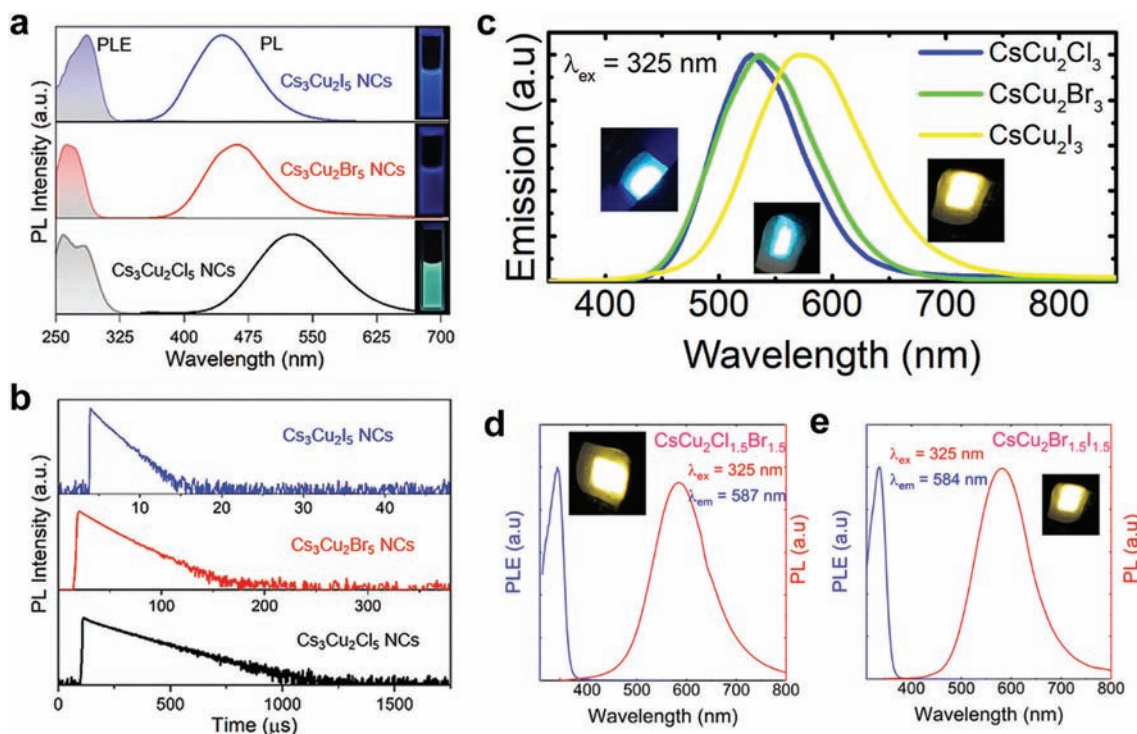 a
PLE
PL
Cs₃Cu₂I₅ NCs
Cs₃Cu₂Br₅ NCs
Cs₃Cu₂Cl₅ NCs
PL Intensity (a.u.)
250 325 400 475 550 625 700
Wavelength (nm)
b
Cs₃Cu₂I₅ NCs
10 20 30 40
Cs₃Cu₂Br₅ NCs
100 200 300
Cs₃Cu₂Cl₅ NCs
PL Intensity (a.u.)
0 500 1000 1500
Time (μs)
c
λex = 325 nm
CsCu₂Cl₃
CsCu₂Br₃
CsCu₂I₃
Emission (a.u)
400 500 600 700 800
Wavelength (nm)
d
CsCu₂Cl₁.₅Br₁.₅
λex = 325 nm
λem = 587 nm
PLE (a.u)
PL (a.u)
400 500 600 700 800
Wavelength (nm)
e
CsCu₂Br₁.₅I₁.₅
λex = 325 nm
λem = 584 nm
PLE (a.u)
PL (a.u)
400 500 600 700 800
Wavelength (nm)